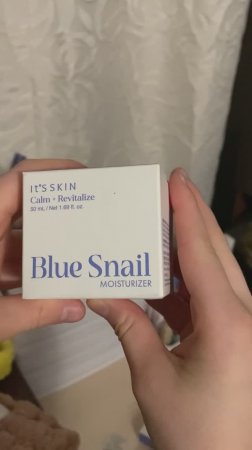 It'S SKIN
Calm + Revitalize
50 mL / Net 1.69 fl. oz.
Blue Snail
MOISTURIZER